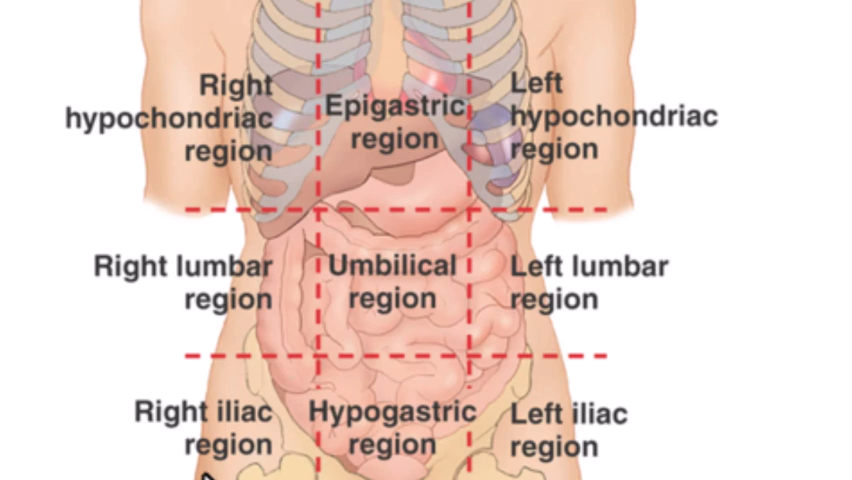 Right
hypochondriac
region
Epigastric
region
Left
hypochondriac
region
Right lumbar
region
Umbilical
region
Left lumbar
region
Right iliac
region
Hypogastric
region
Left iliac
region